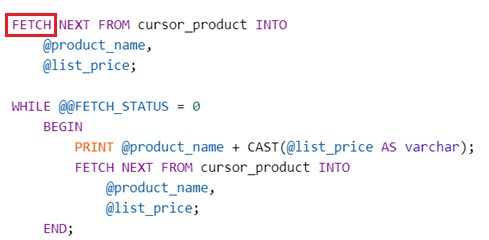 FETCH NEXT FROM cursor_product INTO
    @product_name,
    @list_price;
WHILE @@FETCH_STATUS = 0
    BEGIN
        PRINT @product_name + CAST(@list_price AS varchar);
        FETCH NEXT FROM cursor_product INTO
            @product_name,
            @list_price;
    END;